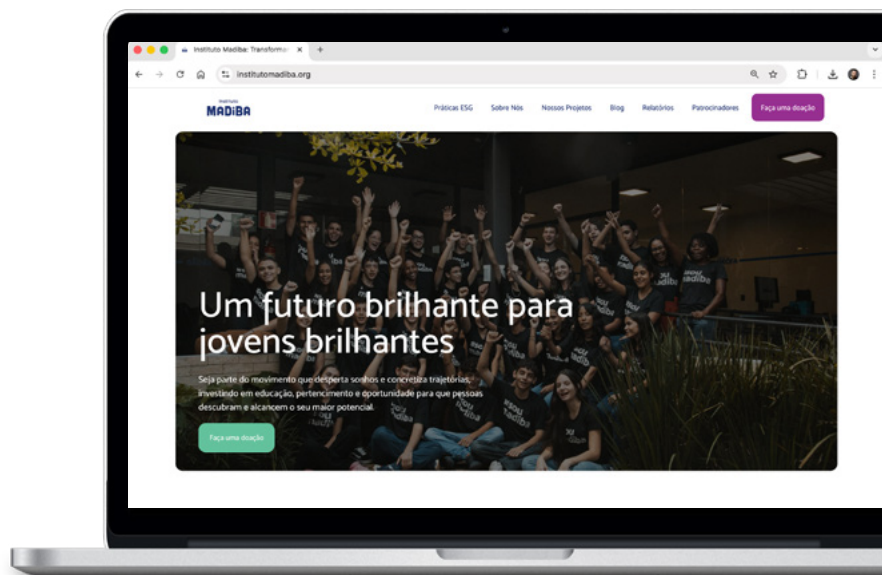 Instituto Madiba: Transforma
institutomadiba.org
instituto
MADiBA
Práticas ESG
Sobre Nós
Nossos Projetos
Blog
Relatórios
Patrocinadores
Faça uma doação
Um futuro brilhante para
jovens brilhantes
Seja parte do movimento que desperta sonhos e concretiza trajetórias,
investindo em educação, pertencimento e oportunidade para que pessoas
descubram e alcancem o seu maior potencial.
Faça uma doação